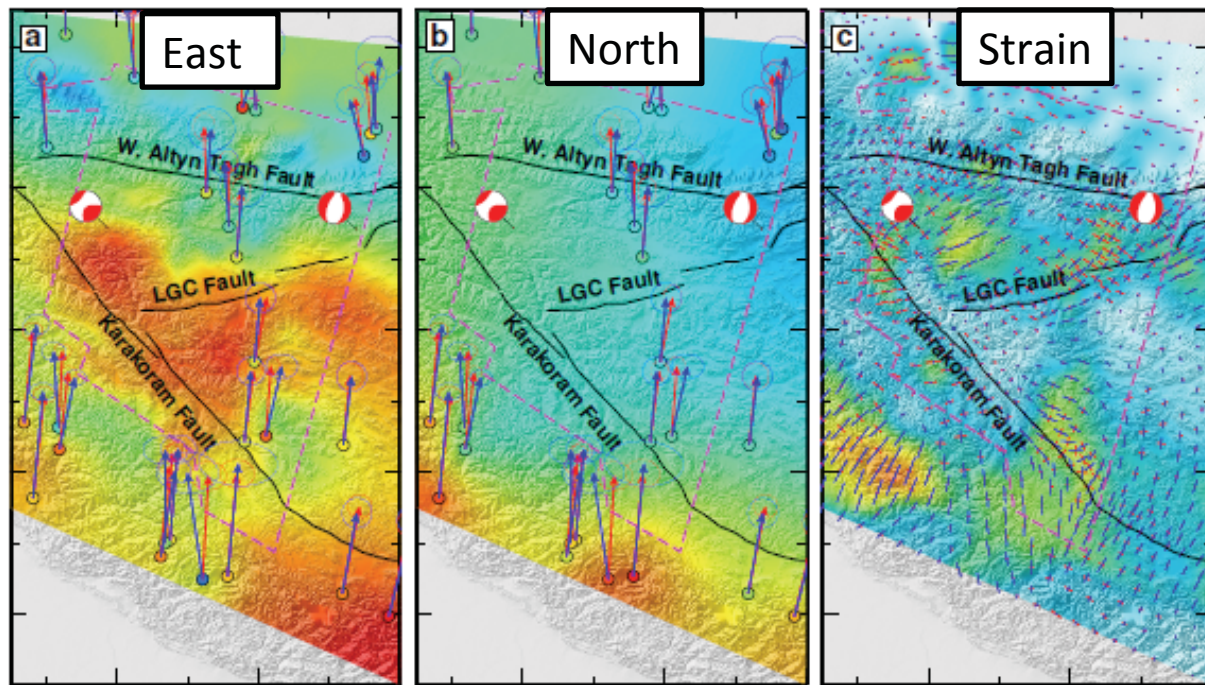 a
East
W. Altyn Tagh Fault
LGC Fault
Karakoram Fault
b
North
W. Altyn Tagh Fault
LGC Fault
Karakoram Fault
c
Strain
W. Altyn Tagh Fault
LGC Fault
Karakoram Fault